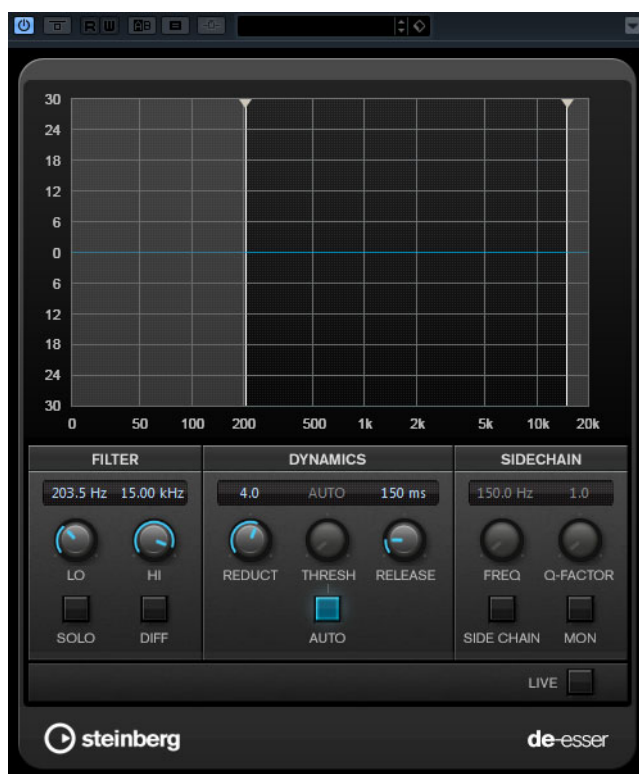 R W AB
30
24
18
12
6
0
6
12
18
24
30
0 50 100 200 500 1k 2k 5k 10k 20k
FILTER DYNAMICS SIDECHAIN
203.5 Hz 15.00 kHz 4.0 AUTO 150 ms 150.0 Hz 1.0
LO HI REDUCT THRESH RELEASE FREQ Q-FACTOR
SOLO DIFF AUTO SIDE CHAIN MON
LIVE
steinberg de-esser